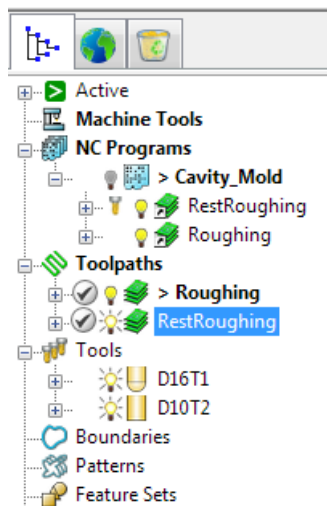 Active
Machine Tools
NC Programs
> Cavity_Mold
RestRoughing
Roughing
Toolpaths
> Roughing
RestRoughing
Tools
D16T1
D10T2
Boundaries
Patterns
Feature Sets